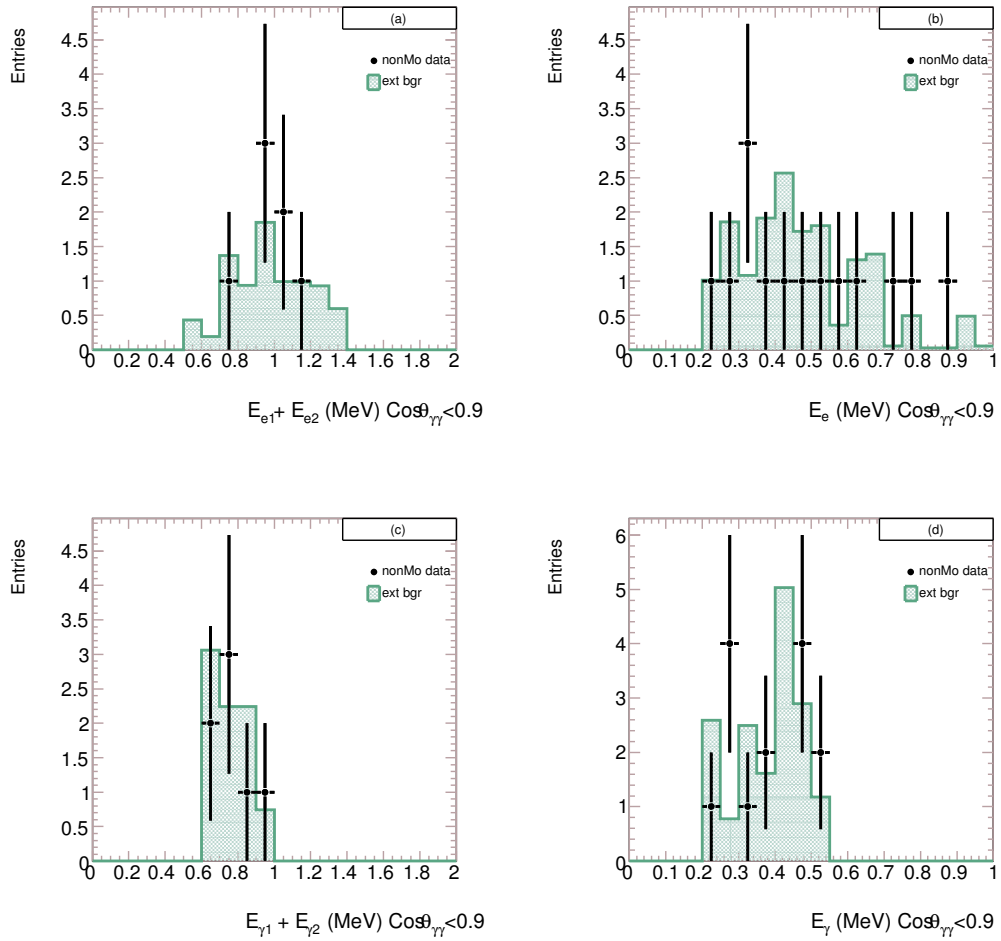 (a)
Entries
nonMo data
ext bgr
4.5
4
3.5
3
2.5
2
1.5
1
0.5
0
0 0.2 0.4 0.6 0.8 1 1.2 1.4 1.6 1.8 2
E_e1 + E_e2 (MeV) Cosθ_γγ<0.9
(b)
Entries
nonMo data
ext bgr
4.5
4
3.5
3
2.5
2
1.5
1
0.5
0
0 0.1 0.2 0.3 0.4 0.5 0.6 0.7 0.8 0.9 1
E_e (MeV) Cosθ_γγ<0.9
(c)
Entries
nonMo data
ext bgr
4.5
4
3.5
3
2.5
2
1.5
1
0.5
0
0 0.2 0.4 0.6 0.8 1 1.2 1.4 1.6 1.8 2
E_γ1 + E_γ2 (MeV) Cosθ_γγ<0.9
(d)
Entries
nonMo data
ext bgr
6
5
4
3
2
1
0
0 0.1 0.2 0.3 0.4 0.5 0.6 0.7 0.8 0.9 1
E_γ (MeV) Cosθ_γγ<0.9